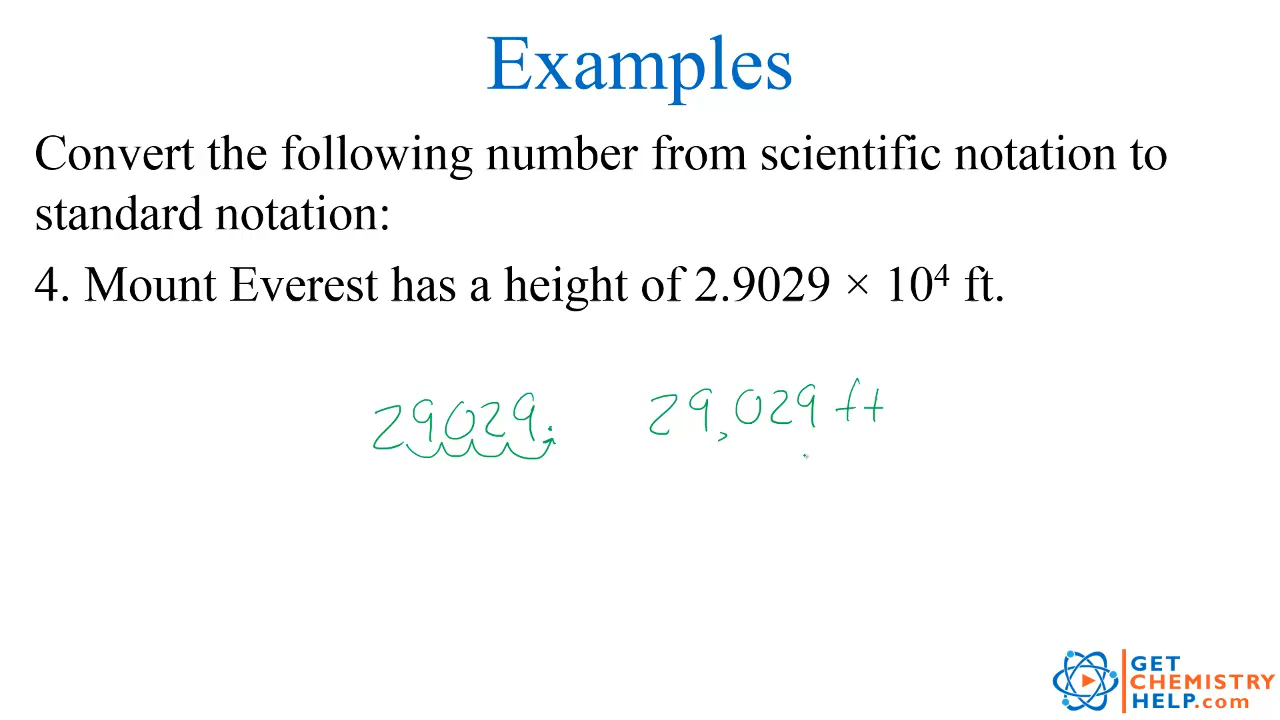 Examples
Convert the following number from scientific notation to
standard notation:
4. Mount Everest has a height of 2.9029 × 10⁴ ft.
29029. 29,029 ft
GET
CHEMISTRY
HELP.com